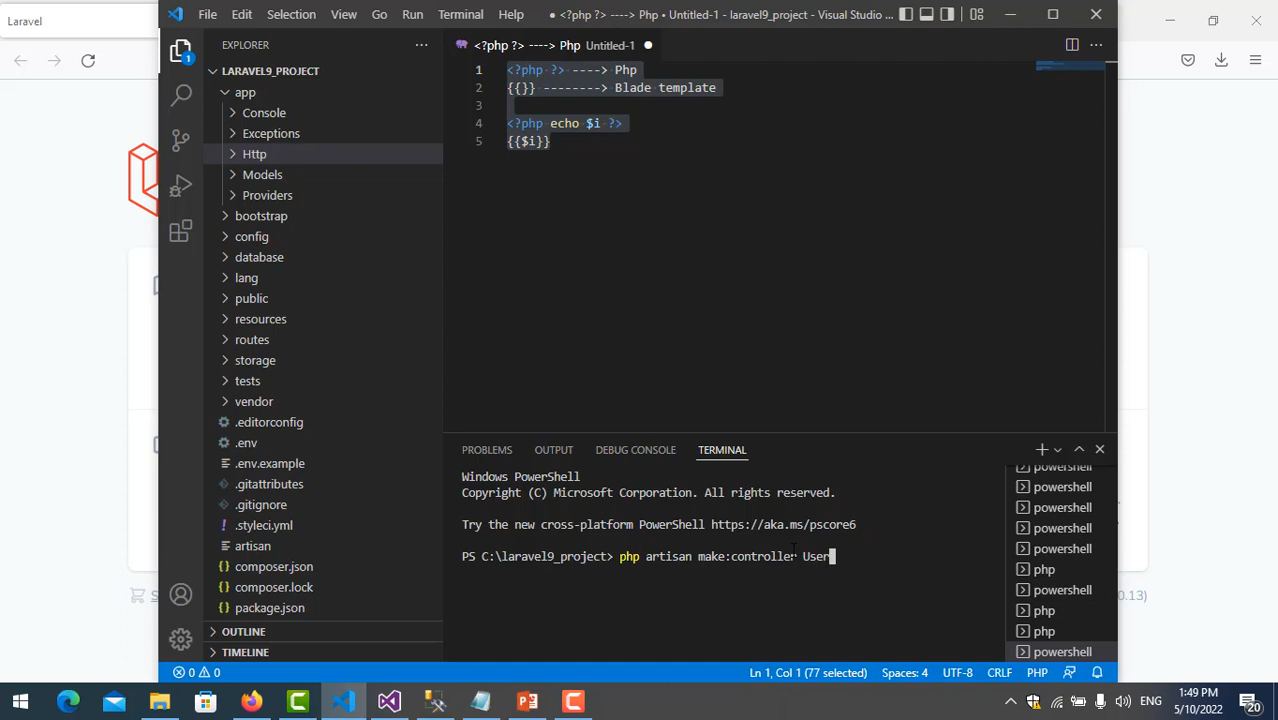 Laravel
File Edit Selection View Go Run Terminal Help
● <?php ?> ----> Php • Untitled-1 - laravel9_project - Visual Studio ...
EXPLORER
LARAVEL9_PROJECT
app
Console
Exceptions
Http
Models
Providers
bootstrap
config
database
lang
public
resources
routes
storage
tests
vendor
.editorconfig
.env
.env.example
.gitattributes
.gitignore
.styleci.yml
artisan
composer.json
composer.lock
package.json
OUTLINE
TIMELINE
1
<?php ?> ----> Php Untitled-1 ●
1 <?php ?> ----> Php
2 {{}} --------> Blade template
3
4 <?php echo $i ?>
5 {{$i}}
PROBLEMS OUTPUT DEBUG CONSOLE TERMINAL
Windows PowerShell
Copyright (C) Microsoft Corporation. All rights reserved.
Try the new cross-platform PowerShell https://aka.ms/pscore6
PS C:\laravel9_project> php artisan make:controller User
powershell
powershell
powershell
powershell
powershell
php
powershell
php
php
powershell
S
0.13)
0 0
Ln 1, Col 1 (77 selected) Spaces: 4 UTF-8 CRLF PHP
ENG
1:49 PM
5/10/2022
20